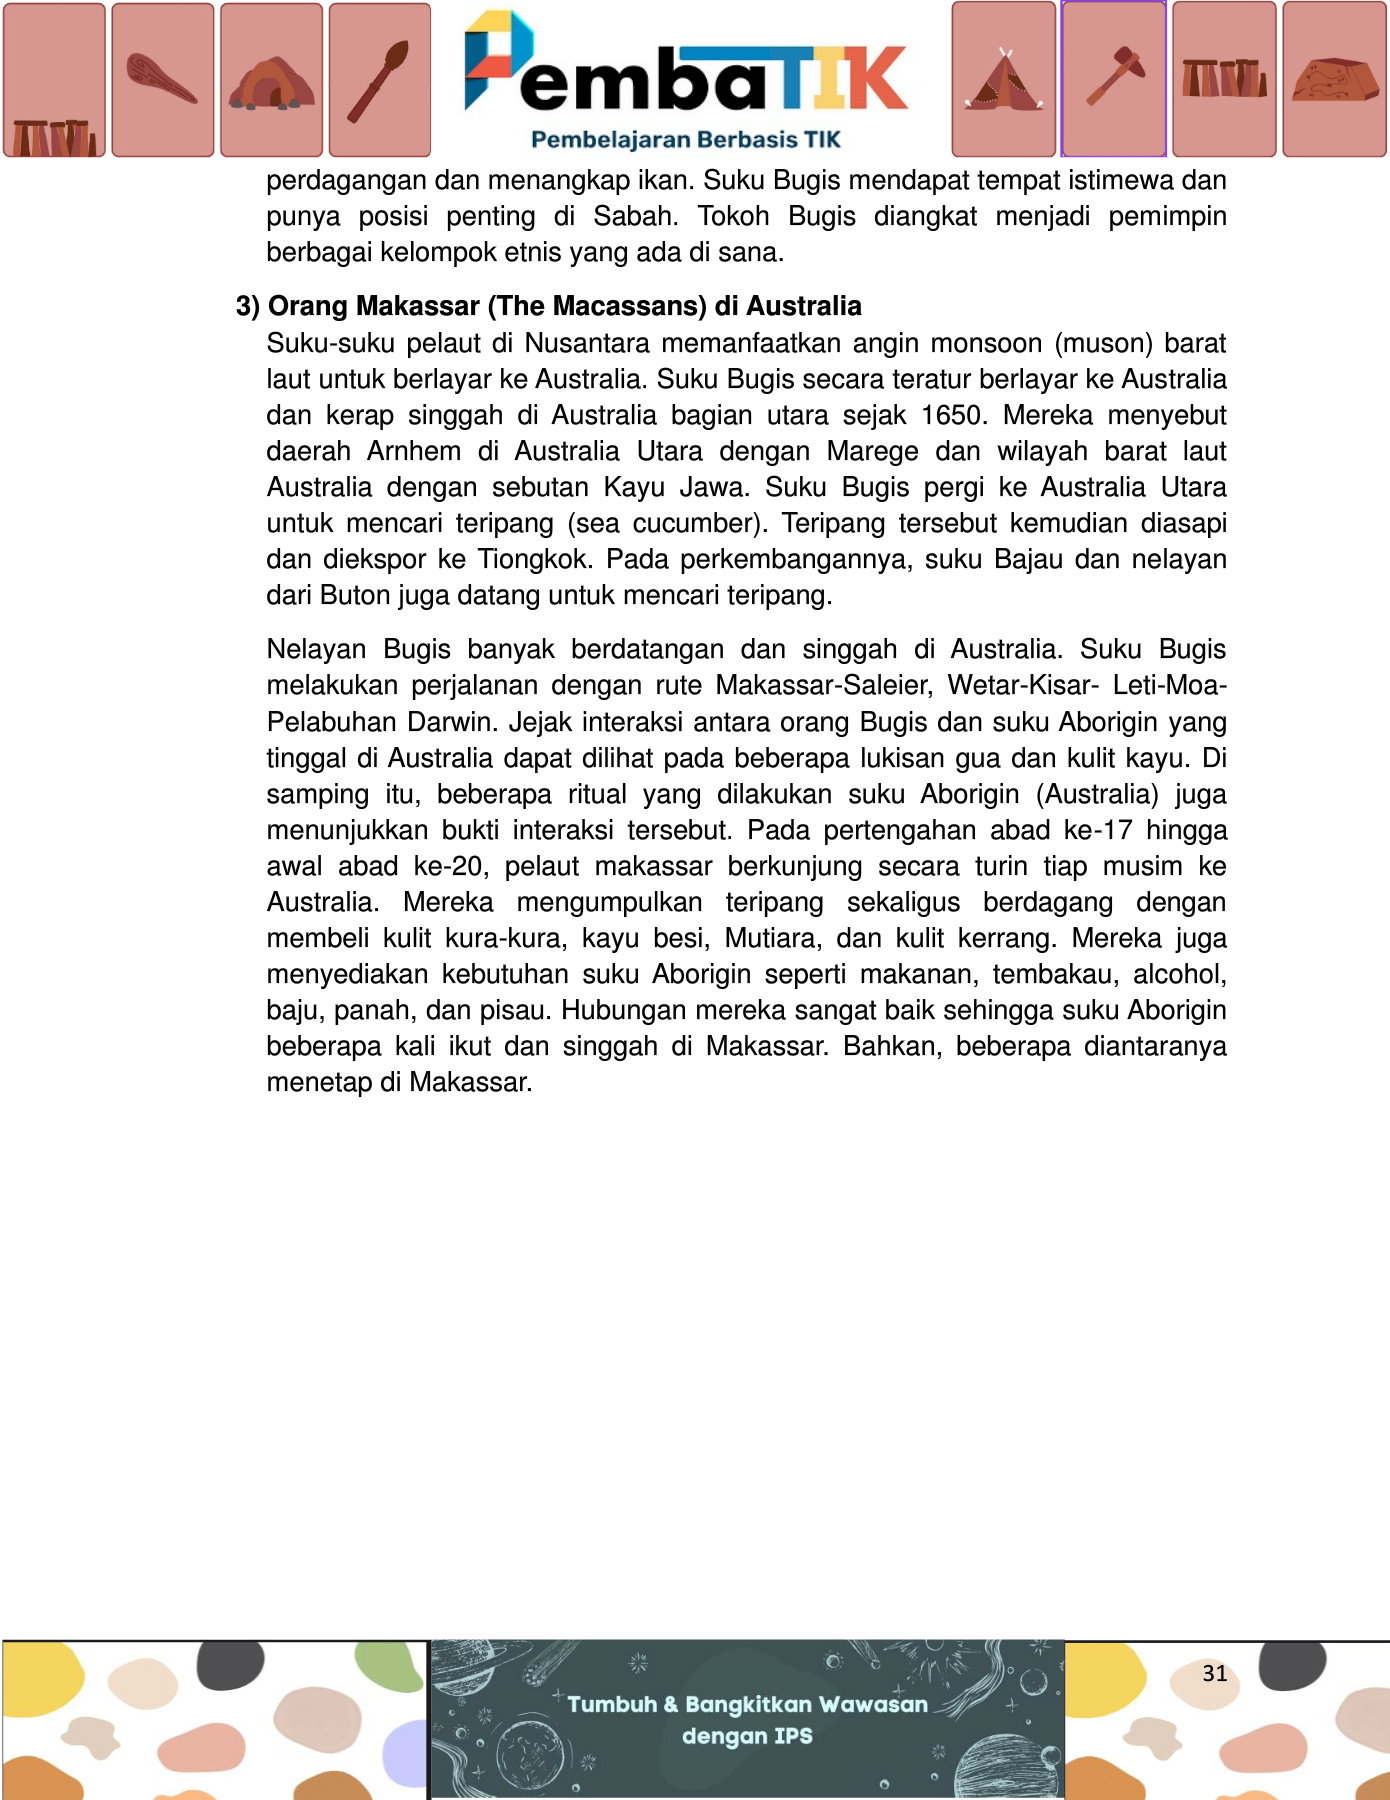 PembaTIK
Pembelajaran Berbasis TIK
perdagangan dan menangkap ikan. Suku Bugis mendapat tempat istimewa dan
punya posisi penting di Sabah. Tokoh Bugis diangkat menjadi pemimpin
berbagai kelompok etnis yang ada di sana.
3) Orang Makassar (The Macassans) di Australia
Suku-suku pelaut di Nusantara memanfaatkan angin monsoon (muson) barat
laut untuk berlayar ke Australia. Suku Bugis secara teratur berlayar ke Australia
dan kerap singgah di Australia bagian utara sejak 1650. Mereka menyebut
daerah Arnhem di Australia Utara dengan Marege dan wilayah barat laut
Australia dengan sebutan Kayu Jawa. Suku Bugis pergi ke Australia Utara
untuk mencari teripang (sea cucumber). Teripang tersebut kemudian diasapi
dan diekspor ke Tiongkok. Pada perkembangannya, suku Bajau dan nelayan
dari Buton juga datang untuk mencari teripang.
Nelayan Bugis banyak berdatangan dan singgah di Australia. Suku Bugis
melakukan perjalanan dengan rute Makassar-Saleier, Wetar-Kisar- Leti-Moa-
Pelabuhan Darwin. Jejak interaksi antara orang Bugis dan suku Aborigin yang
tinggal di Australia dapat dilihat pada beberapa lukisan gua dan kulit kayu. Di
samping itu, beberapa ritual yang dilakukan suku Aborigin (Australia) juga
menunjukkan bukti interaksi tersebut. Pada pertengahan abad ke-17 hingga
awal abad ke-20, pelaut makassar berkunjung secara turin tiap musim ke
Australia. Mereka mengumpulkan teripang sekaligus berdagang dengan
membeli kulit kura-kura, kayu besi, Mutiara, dan kulit kerrang. Mereka juga
menyediakan kebutuhan suku Aborigin seperti makanan, tembakau, alcohol,
baju, panah, dan pisau. Hubungan mereka sangat baik sehingga suku Aborigin
beberapa kali ikut dan singgah di Makassar. Bahkan, beberapa diantaranya
menetap di Makassar.
31
Tumbuh & Bangkitkan Wawasan
dengan IPS